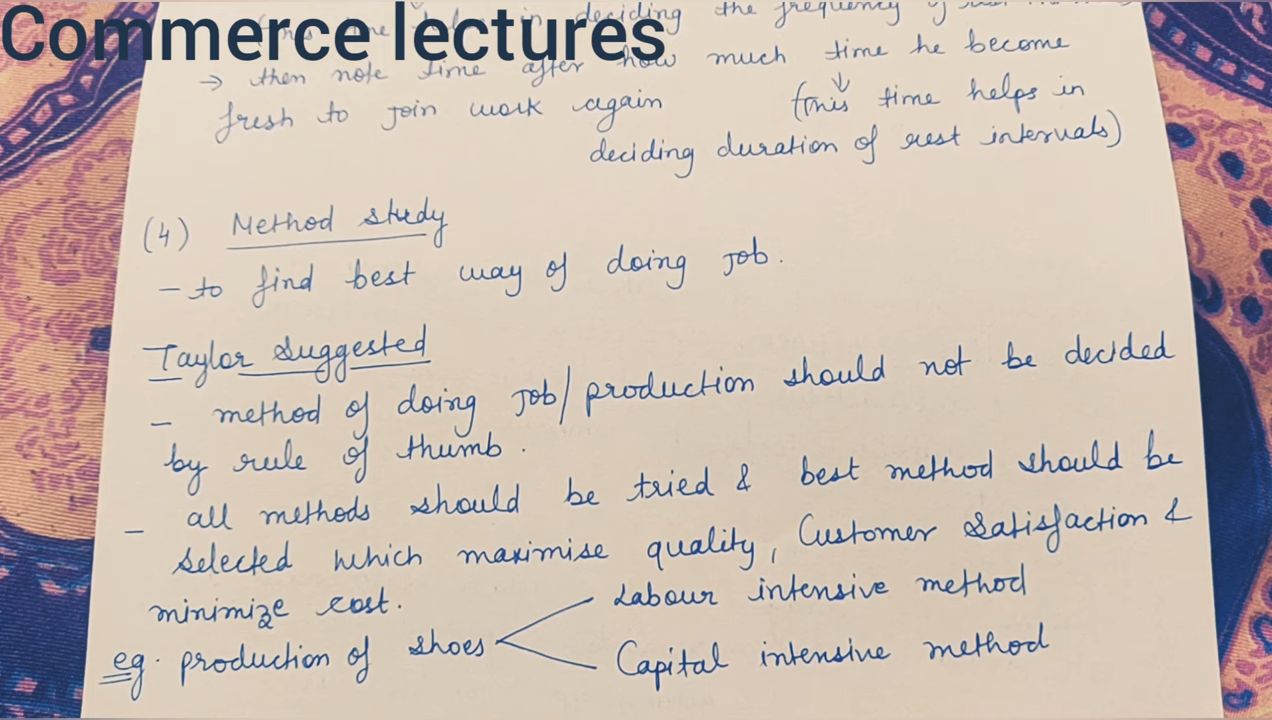 Commerce lectures
deciding the frequency
→ then note time after how much time he become
fresh to join work again (this time helps in
deciding duration of rest intervals)
(4) Method study
- to find best way of doing job.
Taylor Suggested
- method of doing job/production should not be decided
by rule of thumb.
- all methods should be tried & best method should be
selected which maximise quality, Customer Satisfaction &
minimize cost.
eg. production of shoes
Labour intensive method
Capital intensive method